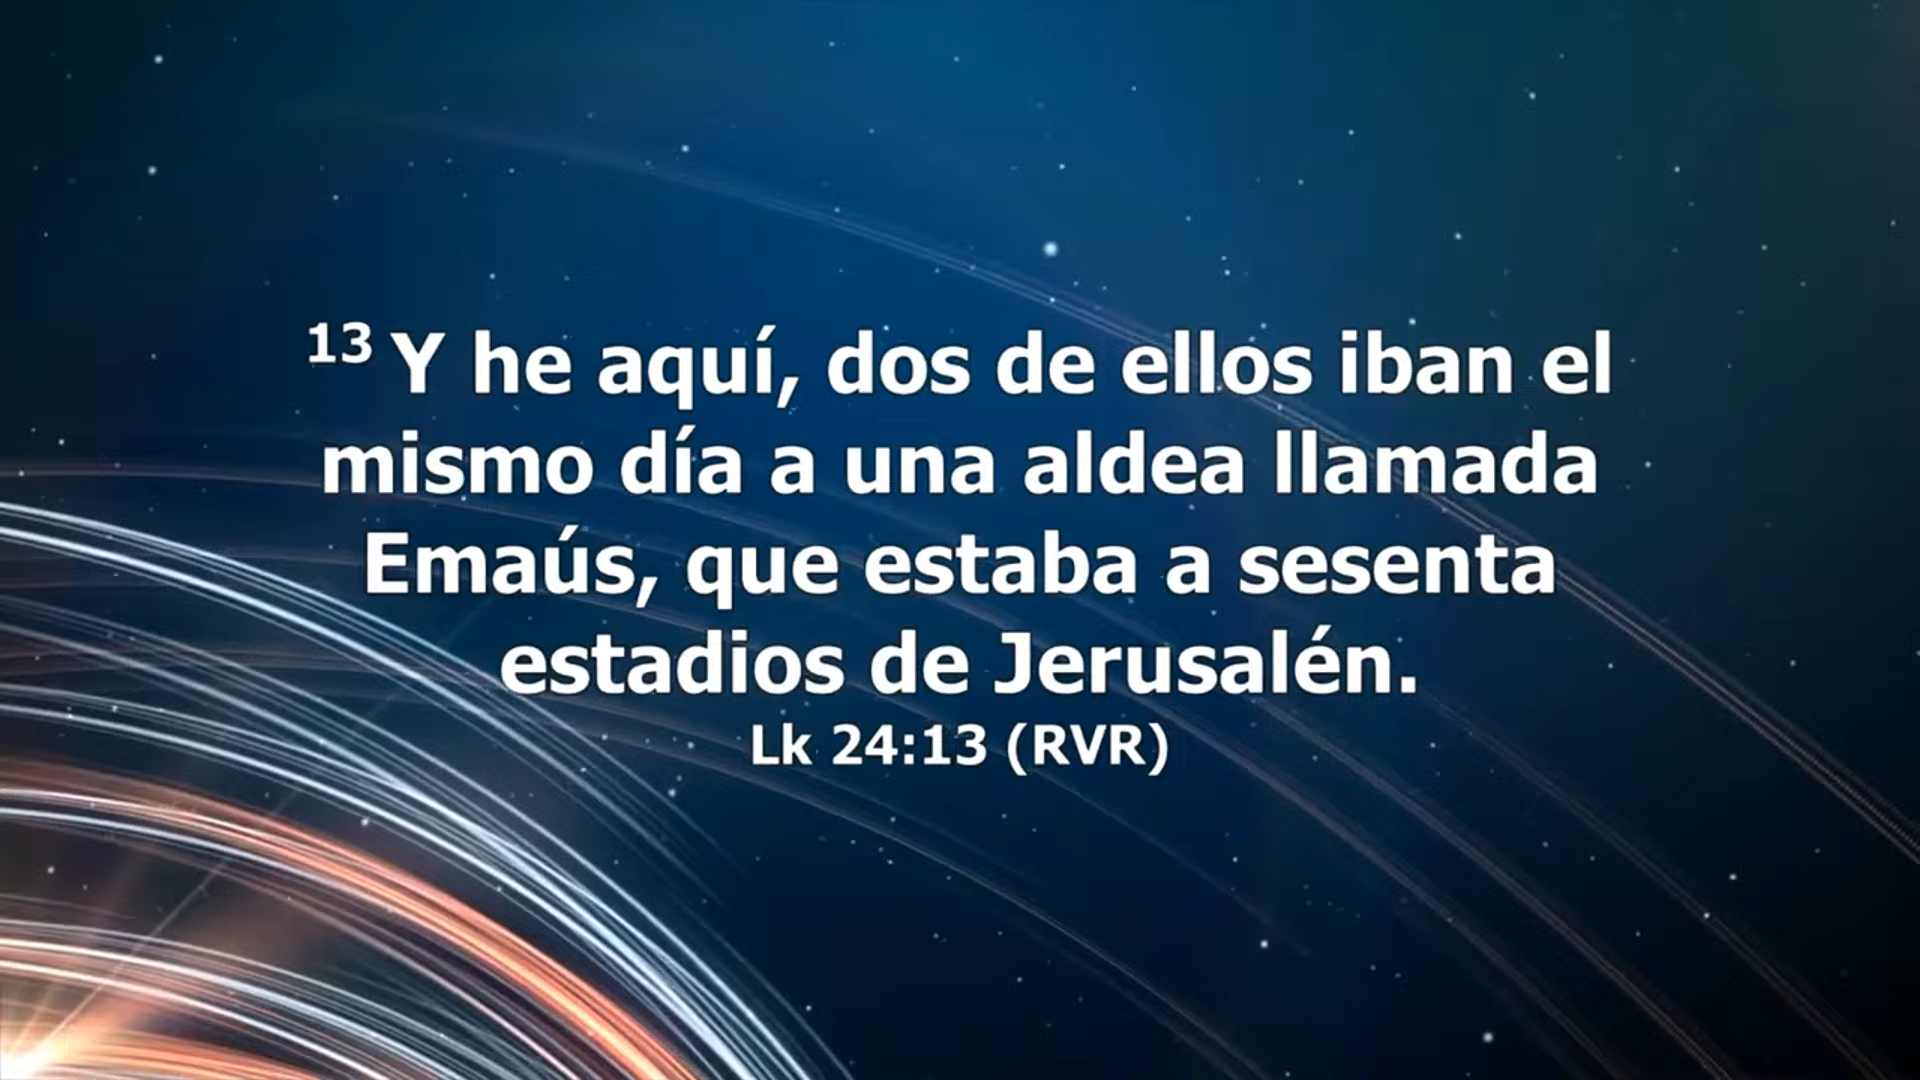 13 Y he aquí, dos de ellos iban el
mismo día a una aldea llamada
Emaús, que estaba a sesenta
estadios de Jerusalén.
Lk 24:13 (RVR)